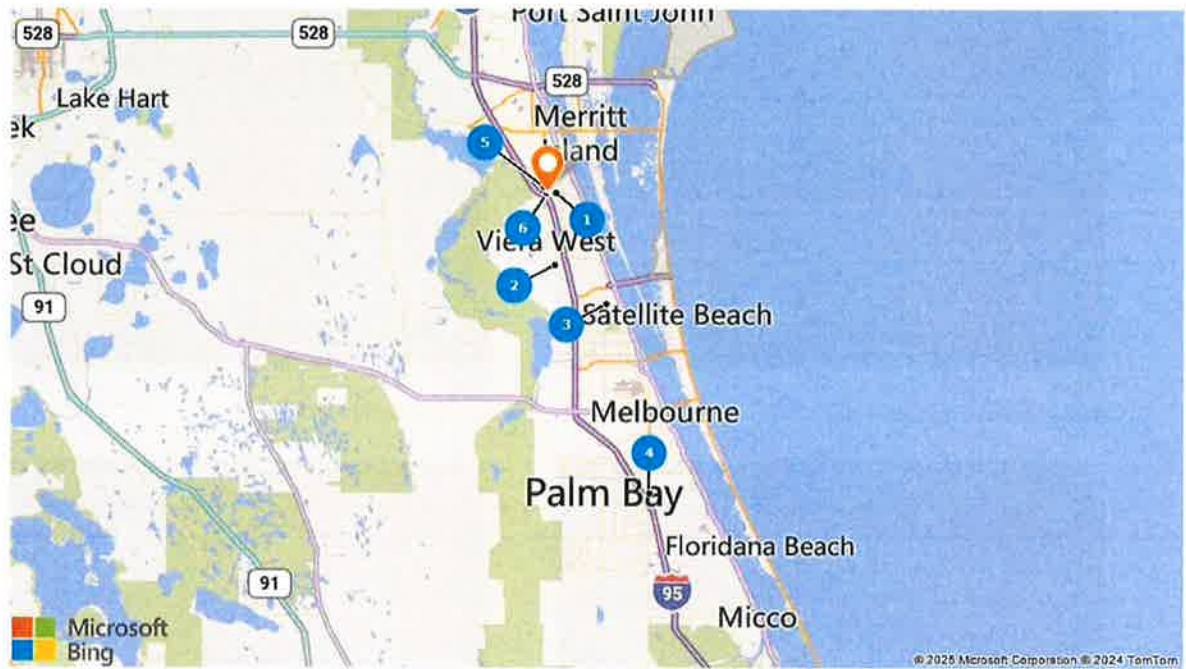 Port Saint John
528
528
528
Lake Hart
Merritt
Island
ek
5
1
6
ee
Viera West
St Cloud
2
91
3
Satellite Beach
Melbourne
4
Palm Bay
Floridana Beach
91
95
Micco
Microsoft
Bing
© 2025 Microsoft Corporation © 2024 TomTom